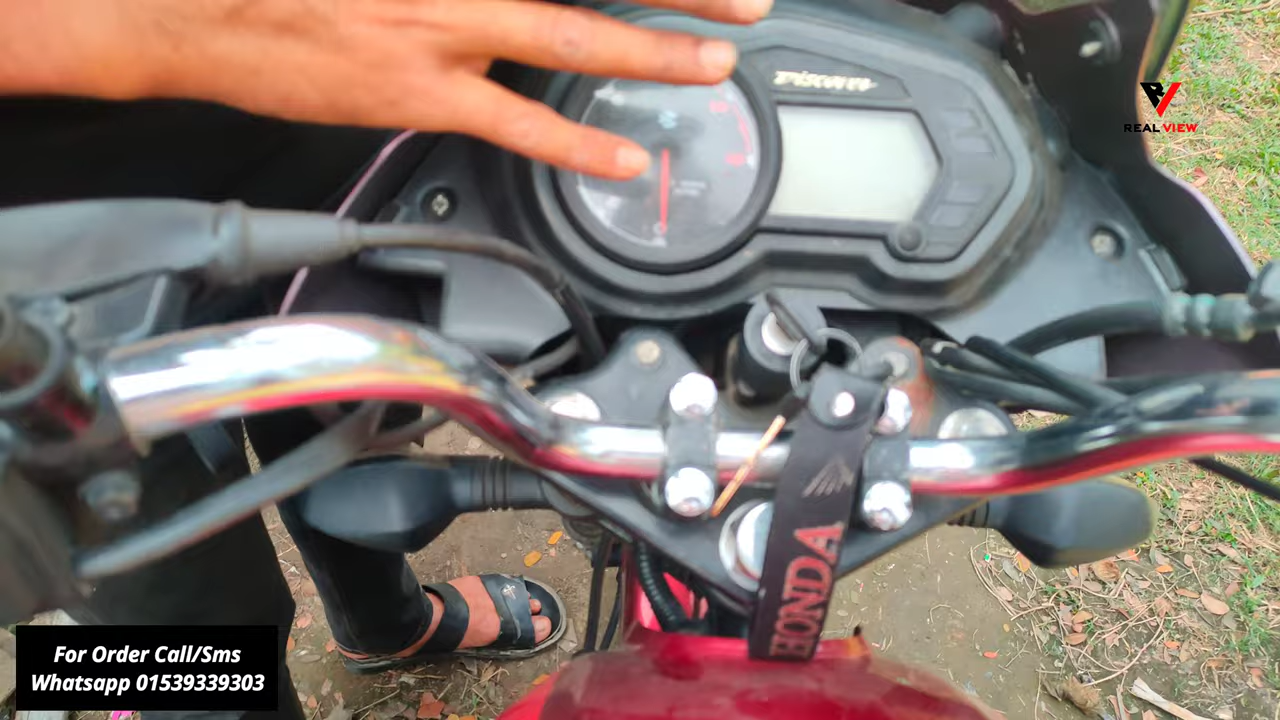 DISCOVER
REAL VIEW
HONDA
For Order Call/Sms
Whatsapp 01539339303